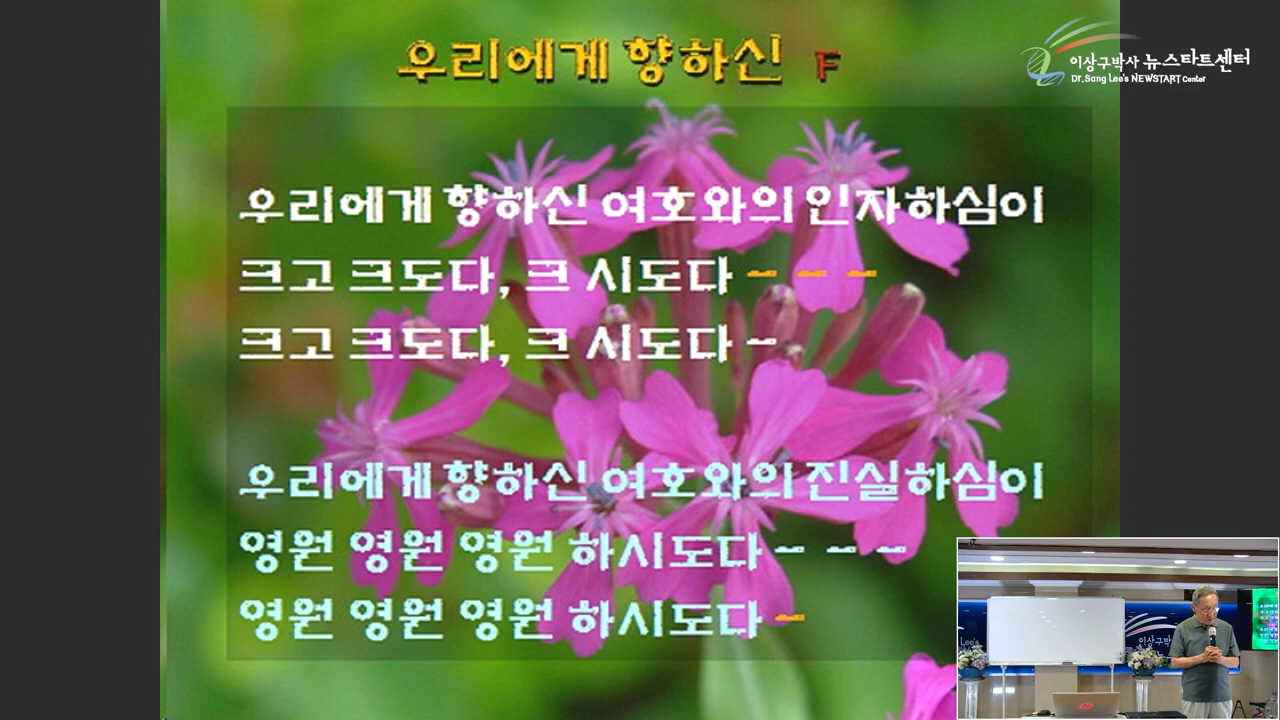 우리에게 향하신 F
이상구박사 뉴스타트센터
Dr. Sang Lee's NEWSTART Center
우리에게 향하신 여호와의 인자하심이
크고 크도다, 크 시도다 - - -
크고 크도다, 크 시도다 -
우리에게 향하신 여호와의 진실하심이
영원 영원 영원 하시도다 - - -
영원 영원 영원 하시도다 -